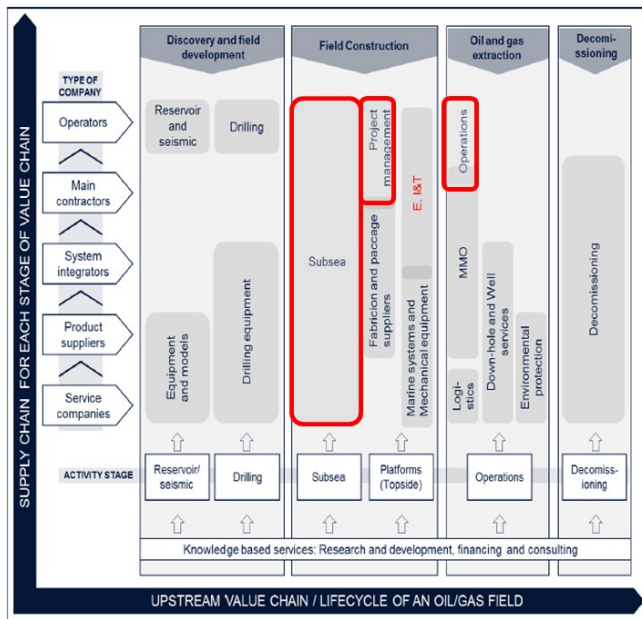 Discovery and field
development
Field Construction
Oil and gas
extraction
Decomi-
issioning
TYPE OF
COMPANY
Operators
Main
contractors
System
integrators
Product
suppliers
Service
companies
Reservoir
and
seismic
Drilling
Equipment
and models
Drilling equipment
Subsea
Project
management
Fabricion and paccage
suppliers
E, I&T
Marine systems and
Mechanical equipment
Operations
MMO
Logi-
stics
Down-hole and Well
services
Environmental
protection
Decomissioning
ACTIVITY STAGE
Reservoir/
seismic
Drilling
Subsea
Platforms
(Topside)
Operations
Decomiss-
ioning
Knowledge based services: Research and development, financing and consulting
SUPPLY CHAIN FOR EACH STAGE OF VALUE CHAIN
UPSTREAM VALUE CHAIN / LIFECYCLE OF AN OIL/GAS FIELD